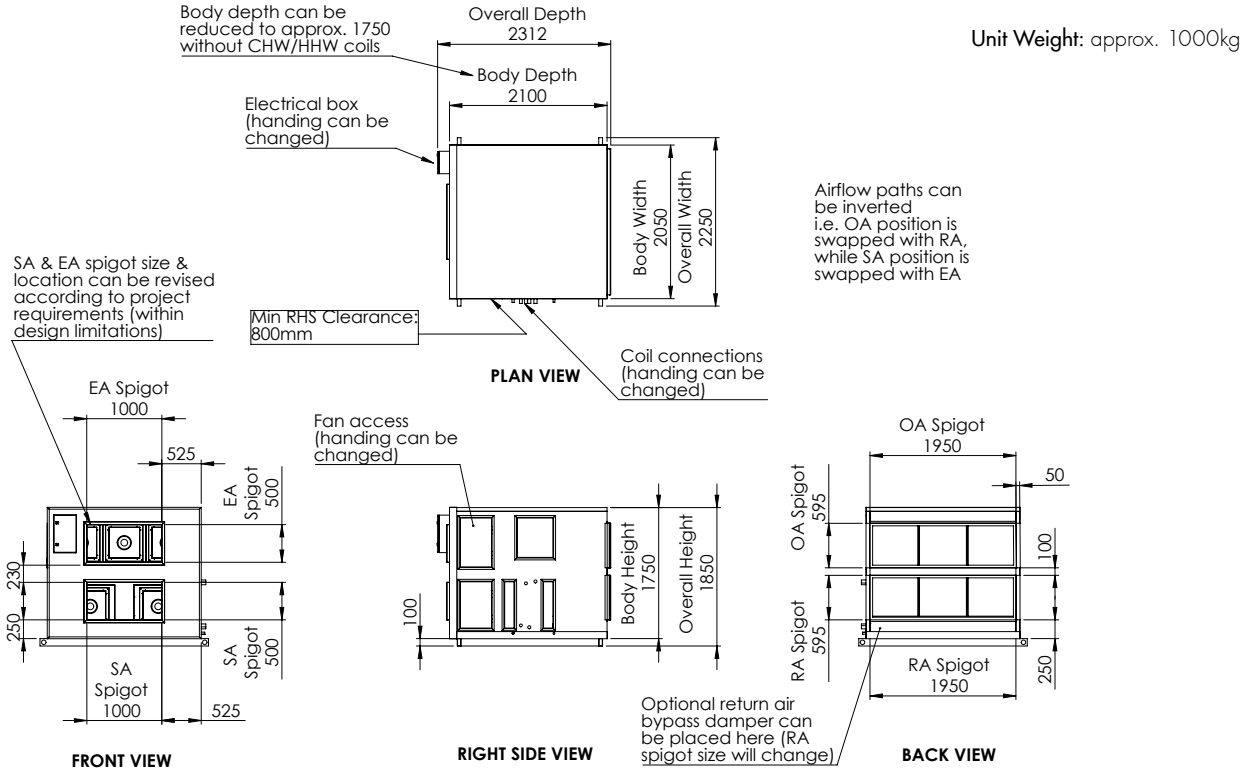 Body depth can be
reduced to approx. 1750
without CHW/HHW coils
Overall Depth
2312
Unit Weight: approx. 1000kg
Body Depth
2100
Electrical box
(handing can be
changed)
Body Width
2050
Overall Width
2250
Airflow paths can
be inverted
i.e. OA position is
swapped with RA,
while SA position is
swapped with EA
SA & EA spigot size &
location can be revised
according to project
requirements (within
design limitations)
Min RHS Clearance:
800mm
Coil connections
(handing can be
changed)
PLAN VIEW
EA Spigot
1000
525
EA
Spigot
500
230
250
SA
Spigot
500
SA
Spigot
1000
525
FRONT VIEW
Fan access
(handing can be
changed)
100
Body Height
1750
Overall Height
1850
RIGHT SIDE VIEW
OA Spigot
1950
50
OA Spigot
595
100
RA Spigot
595
250
RA Spigot
1950
Optional return air
bypass damper can
be placed here (RA
spigot size will change)
BACK VIEW